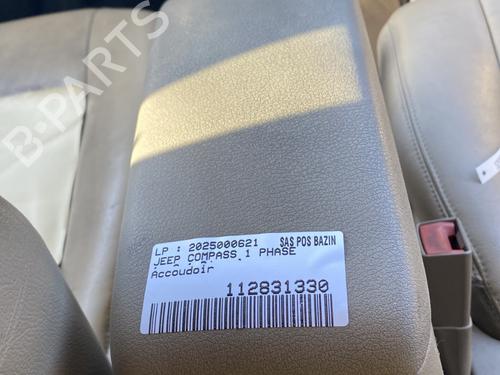 B-PARTS
LP : 2025000621 SAS POS BAZIN
JEEP COMPASS 1 PHASE
Accoudoir
112831330